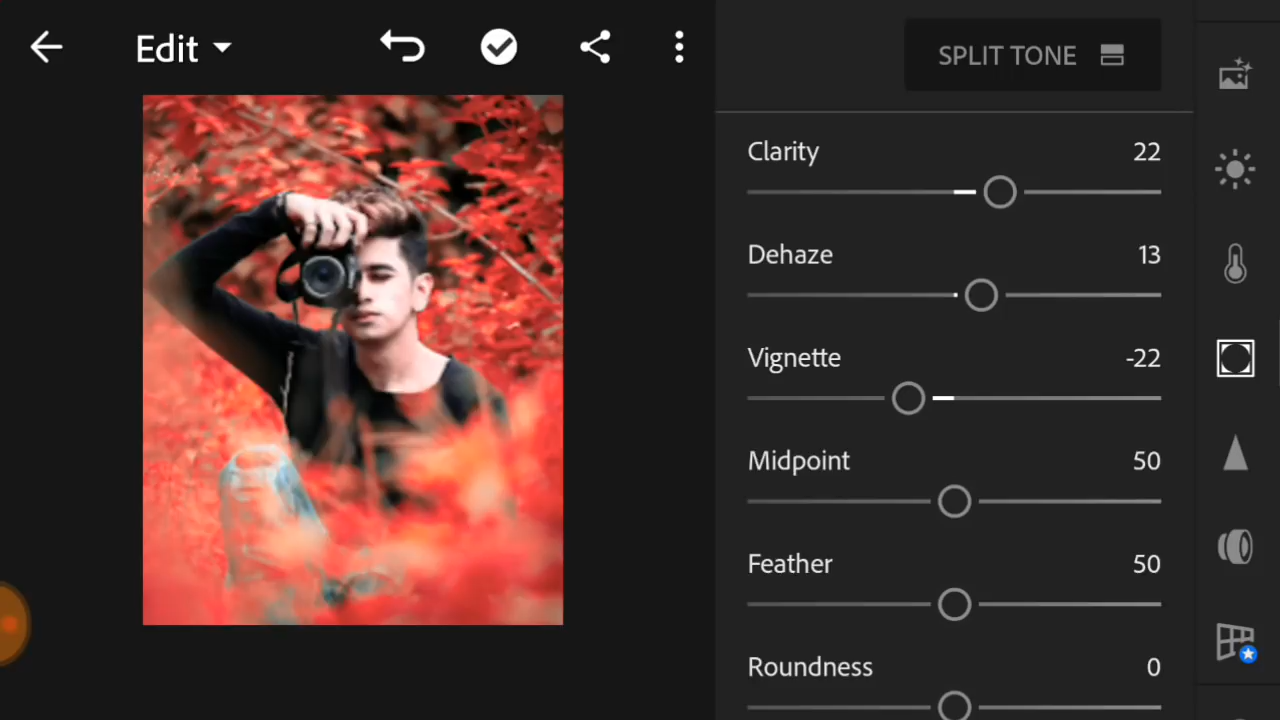 Edit
SPLIT TONE
Clarity 22
Dehaze 13
Vignette -22
Midpoint 50
Feather 50
Roundness 0